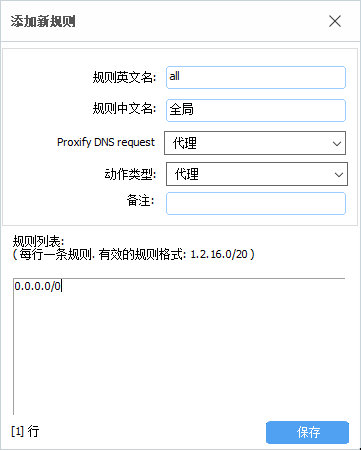 添加新规则
规则英文名: all
规则中文名: 全局
Proxify DNS request 代理
动作类型: 代理
备注:
规则列表:
( 每行一条规则. 有效的规则格式: 1.2.16.0/20 )
0.0.0.0/0
[1] 行 保存